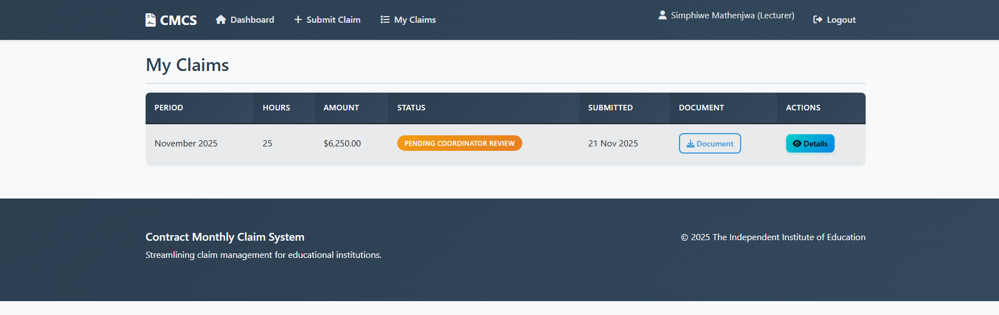 CMCS Dashboard Submit Claim My Claims Simphiwe Mathenjwa (Lecturer) Logout
My Claims
PERIOD HOURS AMOUNT STATUS SUBMITTED DOCUMENT ACTIONS
November 2025 25 $6,250.00 PENDING COORDINATOR REVIEW 21 Nov 2025 Document Details
Contract Monthly Claim System © 2025 The Independent Institute of Education
Streamlining claim management for educational institutions.